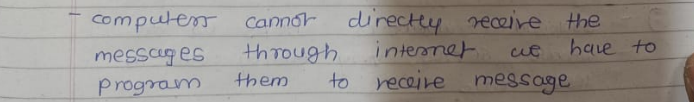 - computers cannot directly receive the
messages through internet we have to
program them to receive message